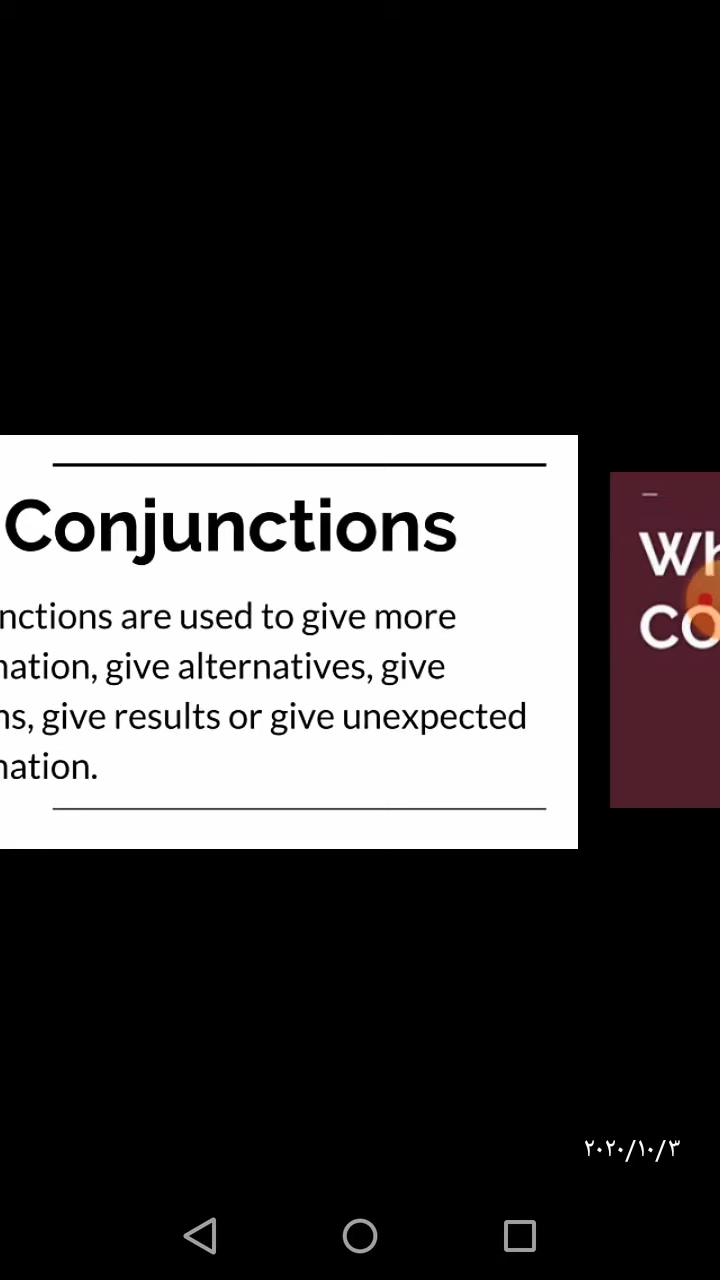 Conjunctions
nctions are used to give more
nation, give alternatives, give
ns, give results or give unexpected
nation.
Wh
CO
٢٠٢٠/١٠/٣